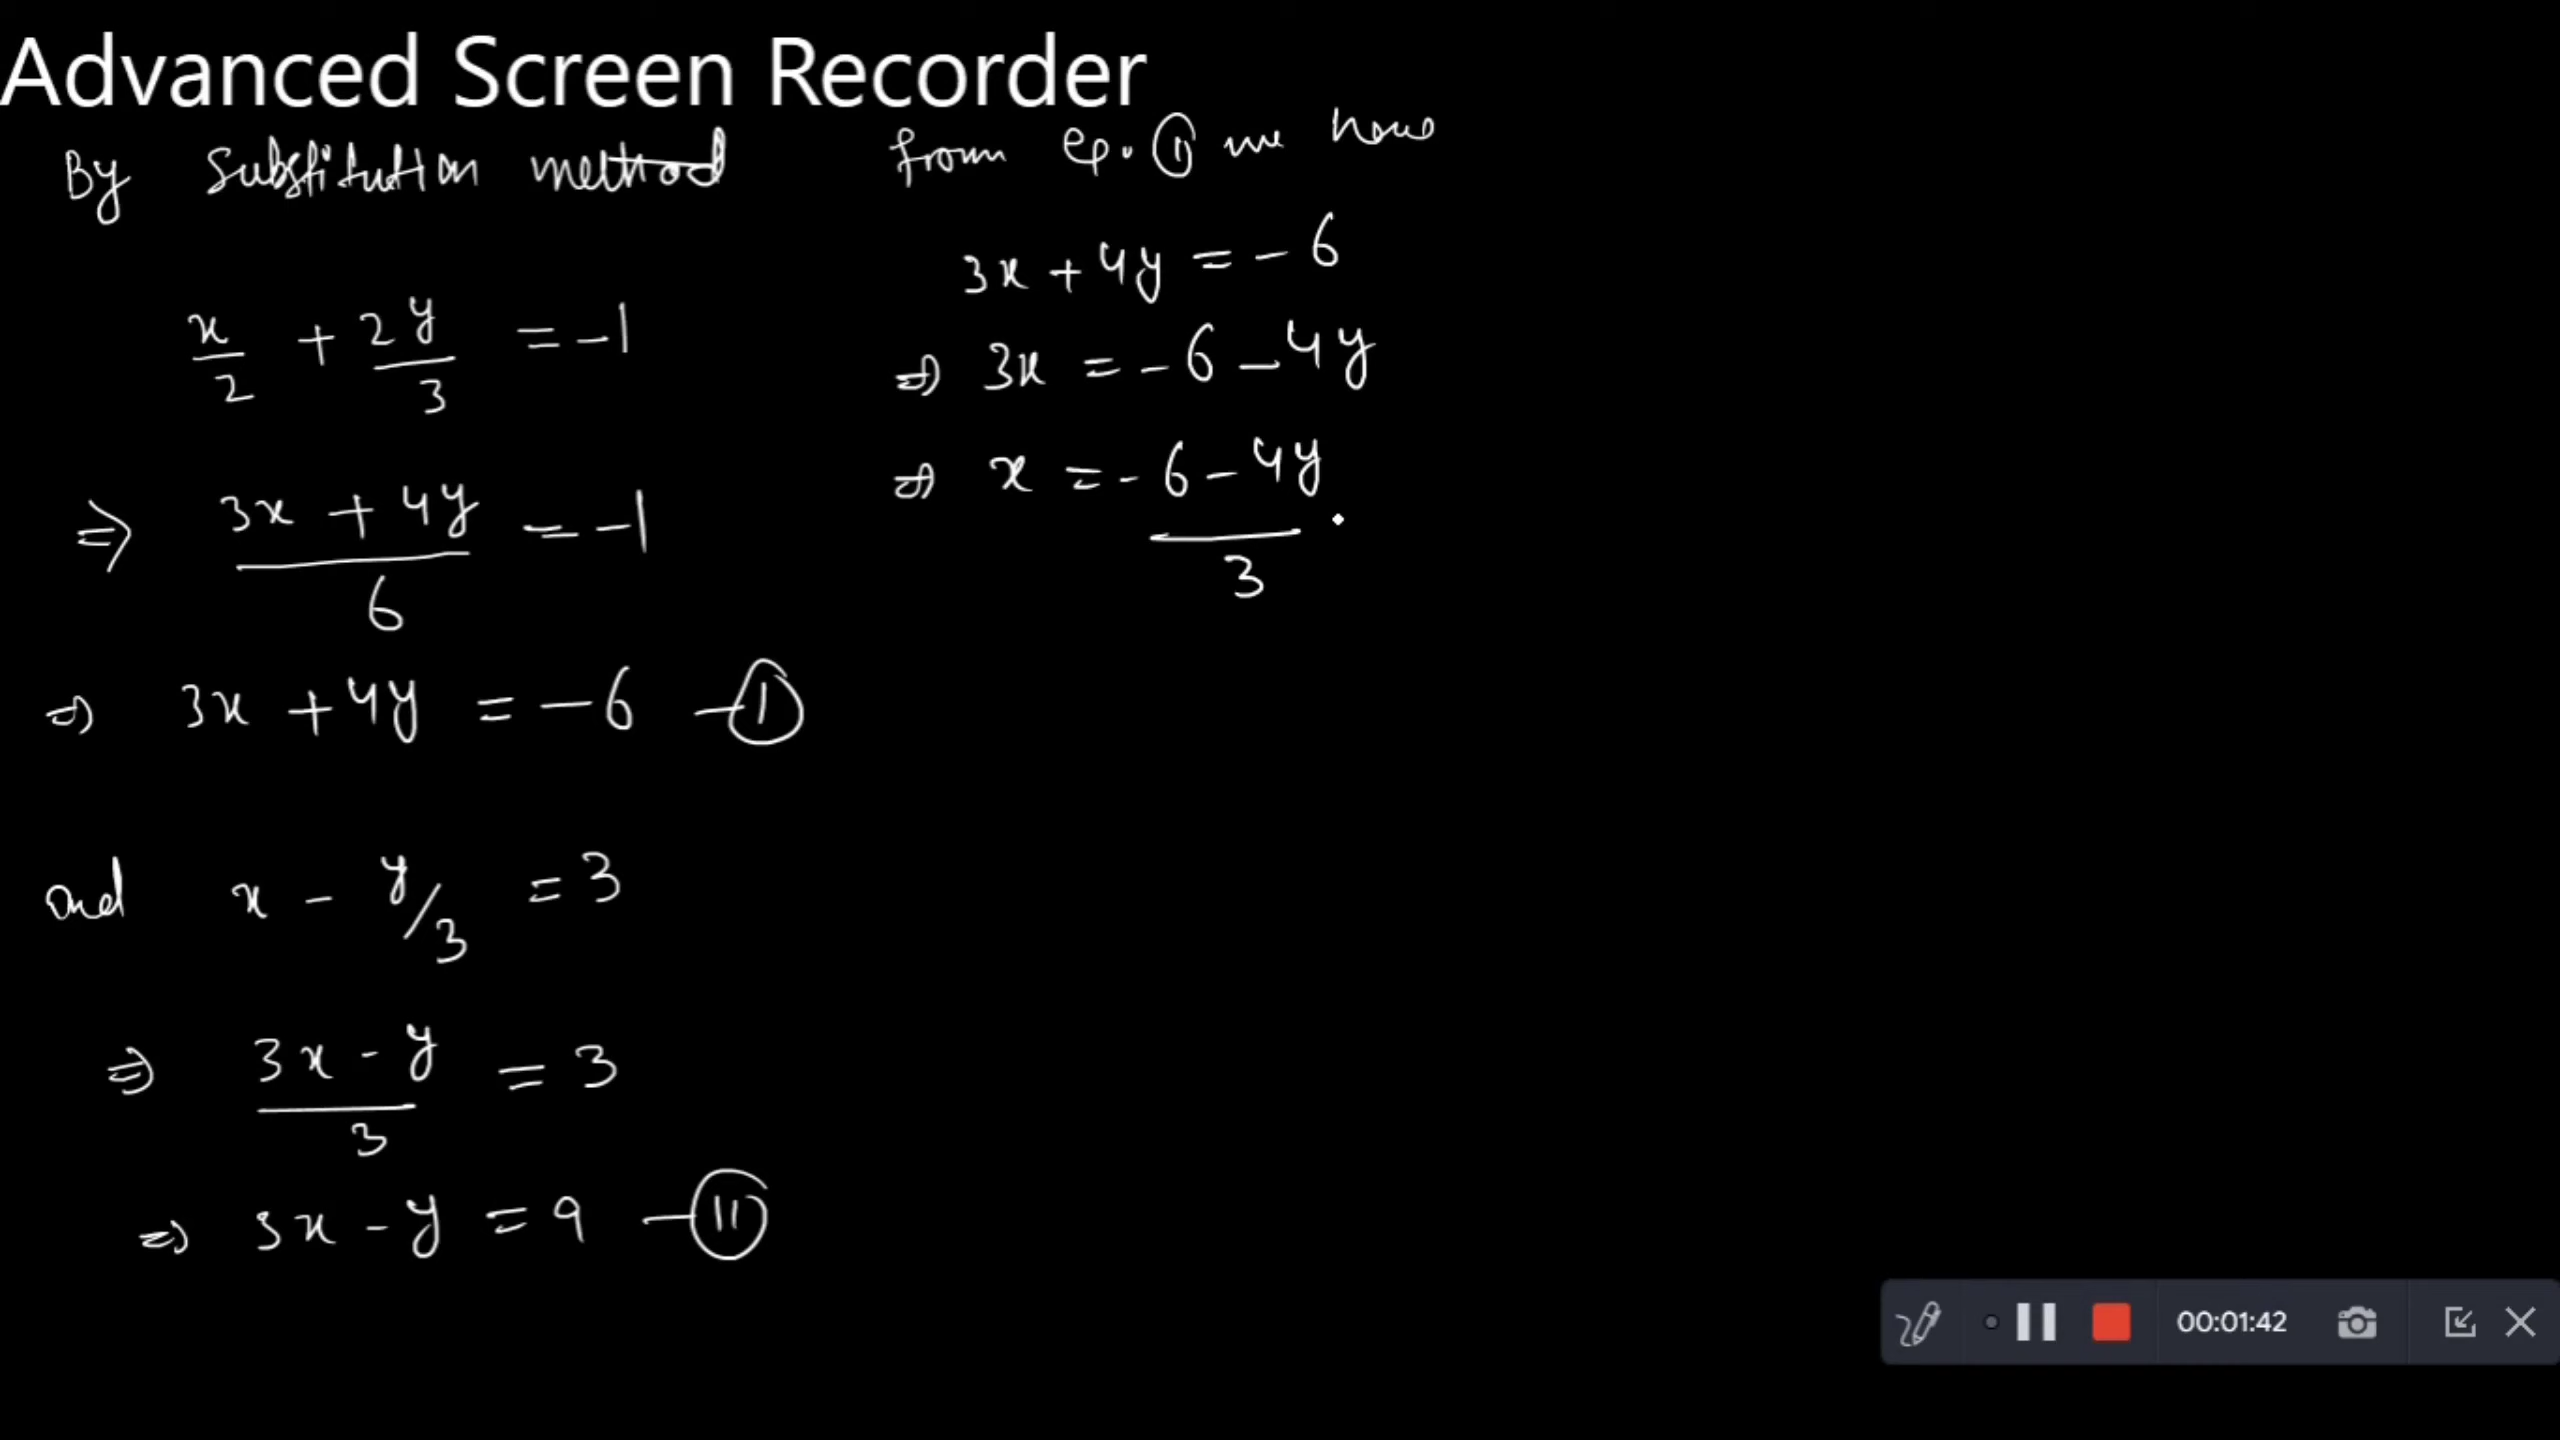 Advanced Screen Recorder
By Substitution method
x/2 + 2y/3 = -1
⇒ 3x + 4y/6 = -1
⇒ 3x + 4y = -6 — ①
and x - y/3 = 3
⇒ 3x - y/3 = 3
⇒ 3x - y = 9 — ⑪
from eq. ① we have
3x + 4y = -6
⇒ 3x = -6 - 4y
⇒ x = -6 - 4y/3
00:01:42